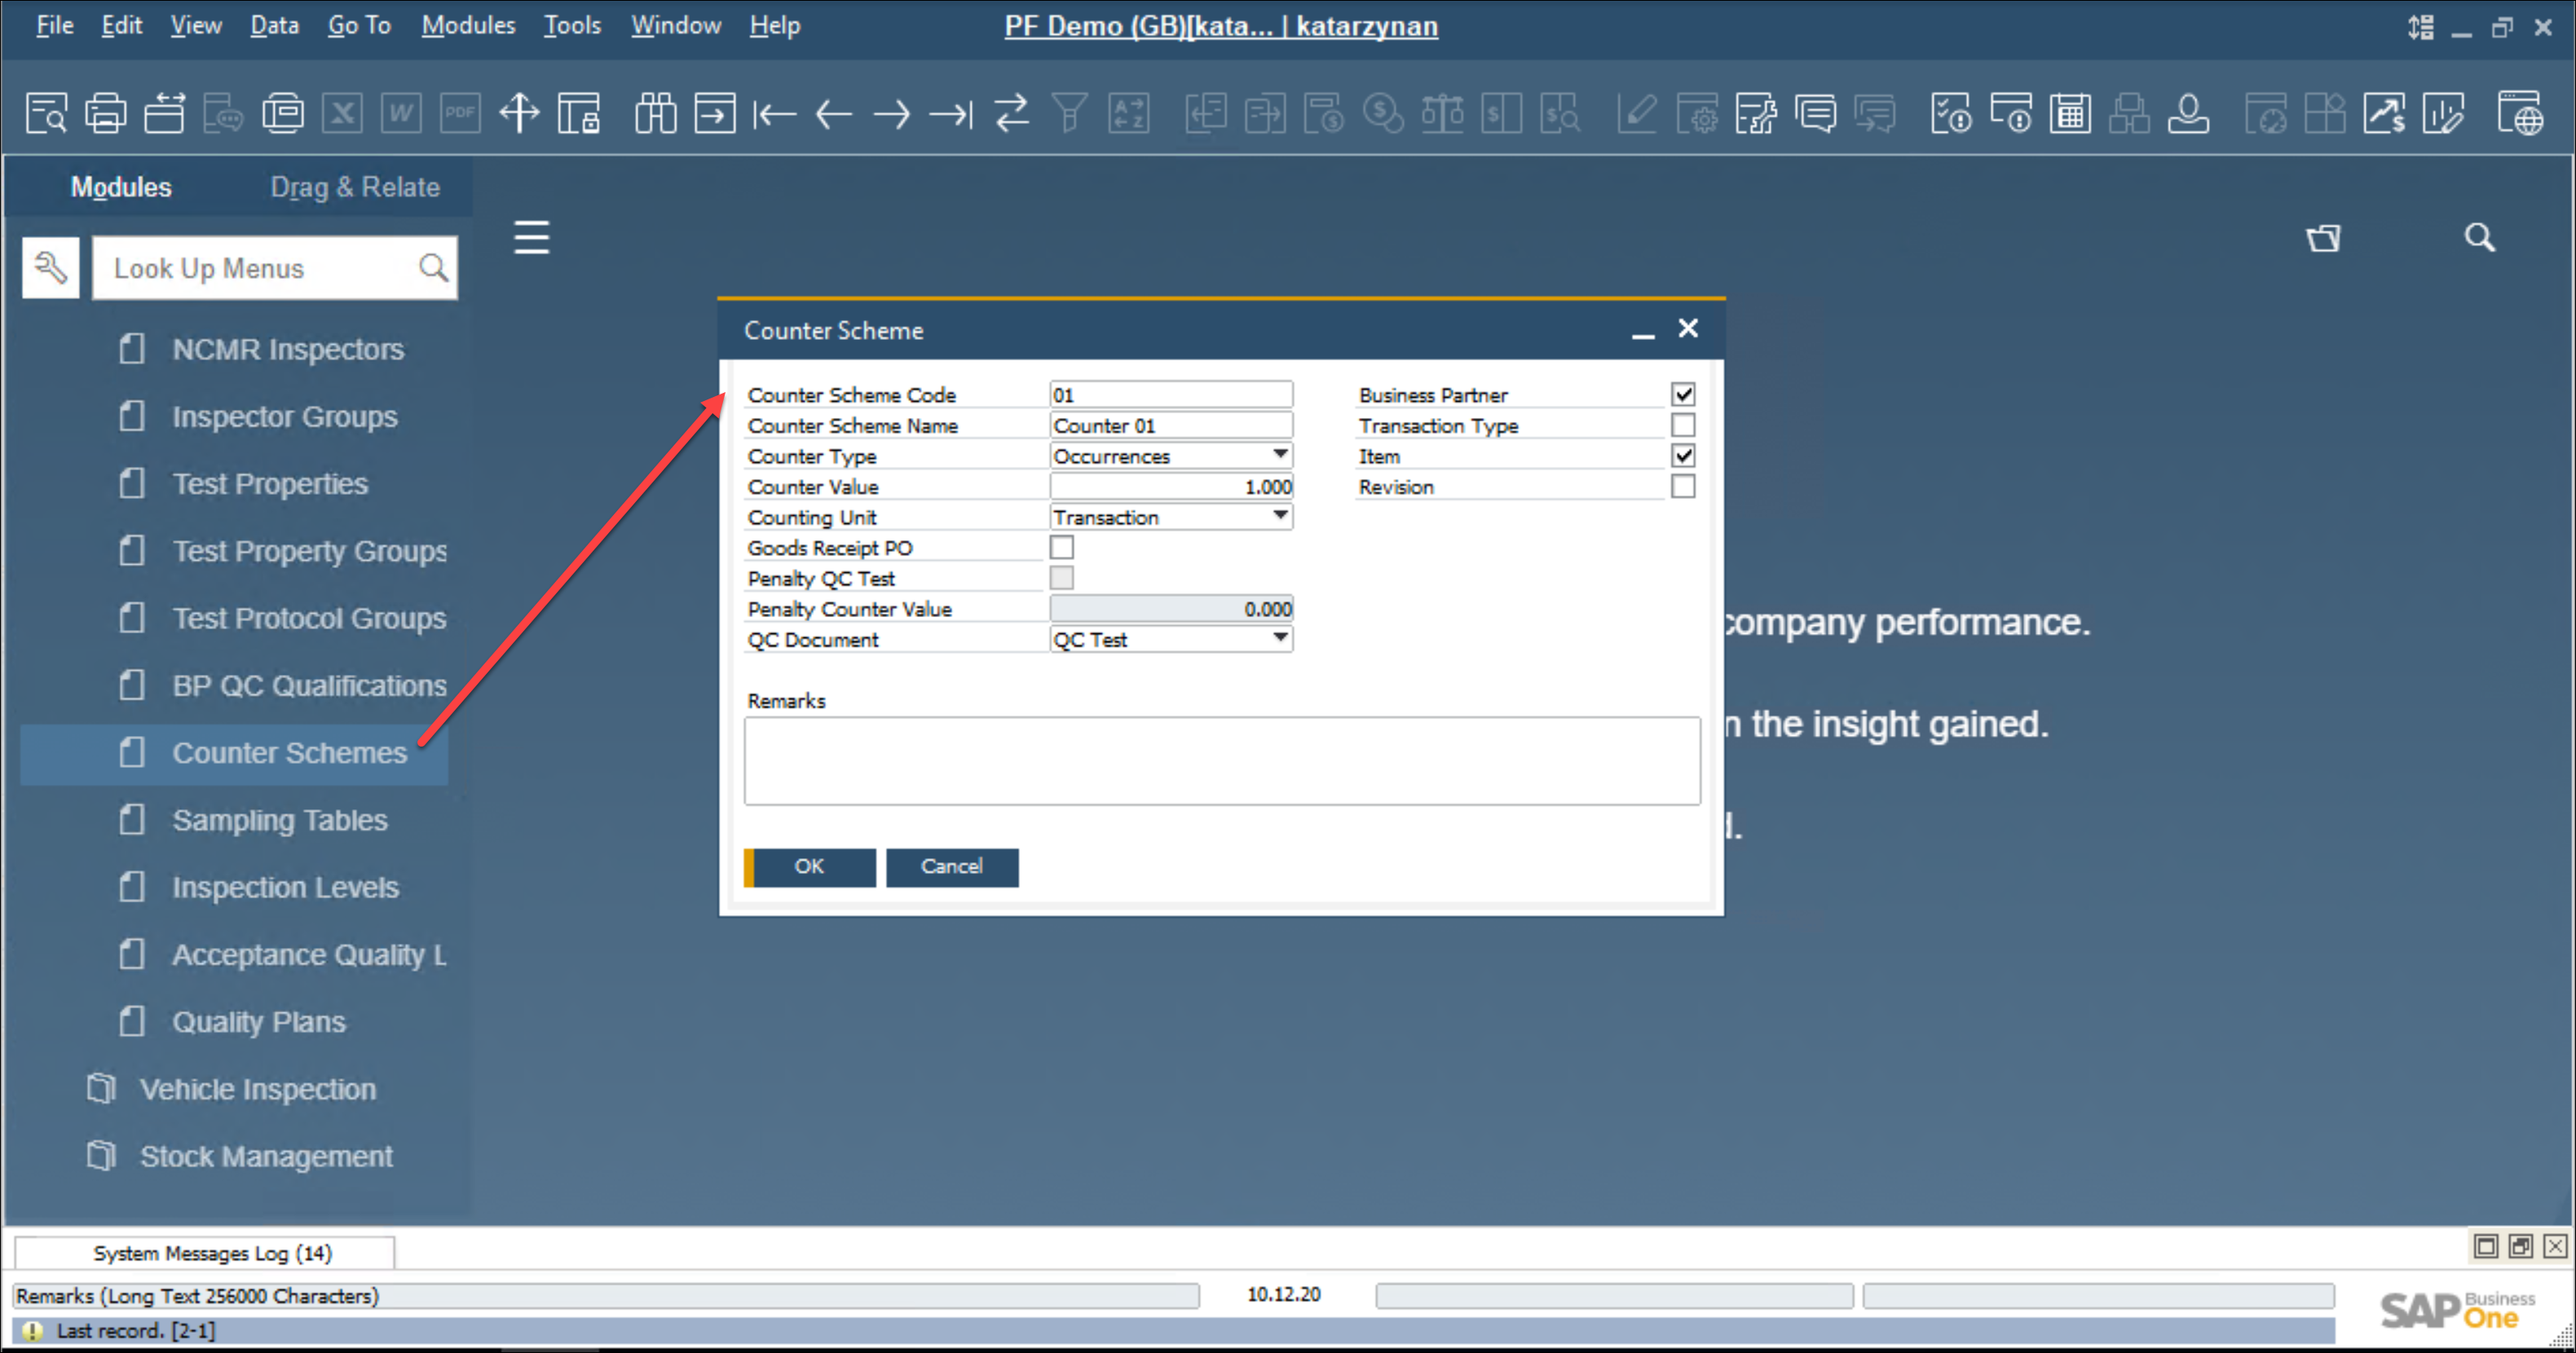 File Edit View Data Go To Modules Tools Window Help
PF Demo (GB)[kata... | katarzynan
X W PDF
Modules Drag & Relate
Look Up Menus
NCMR Inspectors
Inspector Groups
Test Properties
Test Property Groups
Test Protocol Groups
BP QC Qualifications
Counter Schemes
Sampling Tables
Inspection Levels
Acceptance Quality L
Quality Plans
Vehicle Inspection
Stock Management
Counter Scheme
Counter Scheme Code 01
Counter Scheme Name Counter 01
Counter Type Occurrences
Counter Value 1.000
Counting Unit Transaction
Goods Receipt PO
Penalty QC Test
Penalty Counter Value 0.000
QC Document QC Test
Business Partner
Transaction Type
Item
Revision
Remarks
OK Cancel
company performance.
n the insight gained.
d.
System Messages Log (14)
Remarks (Long Text 256000 Characters) 10.12.20
Last record. [2-1]
SAP Business One